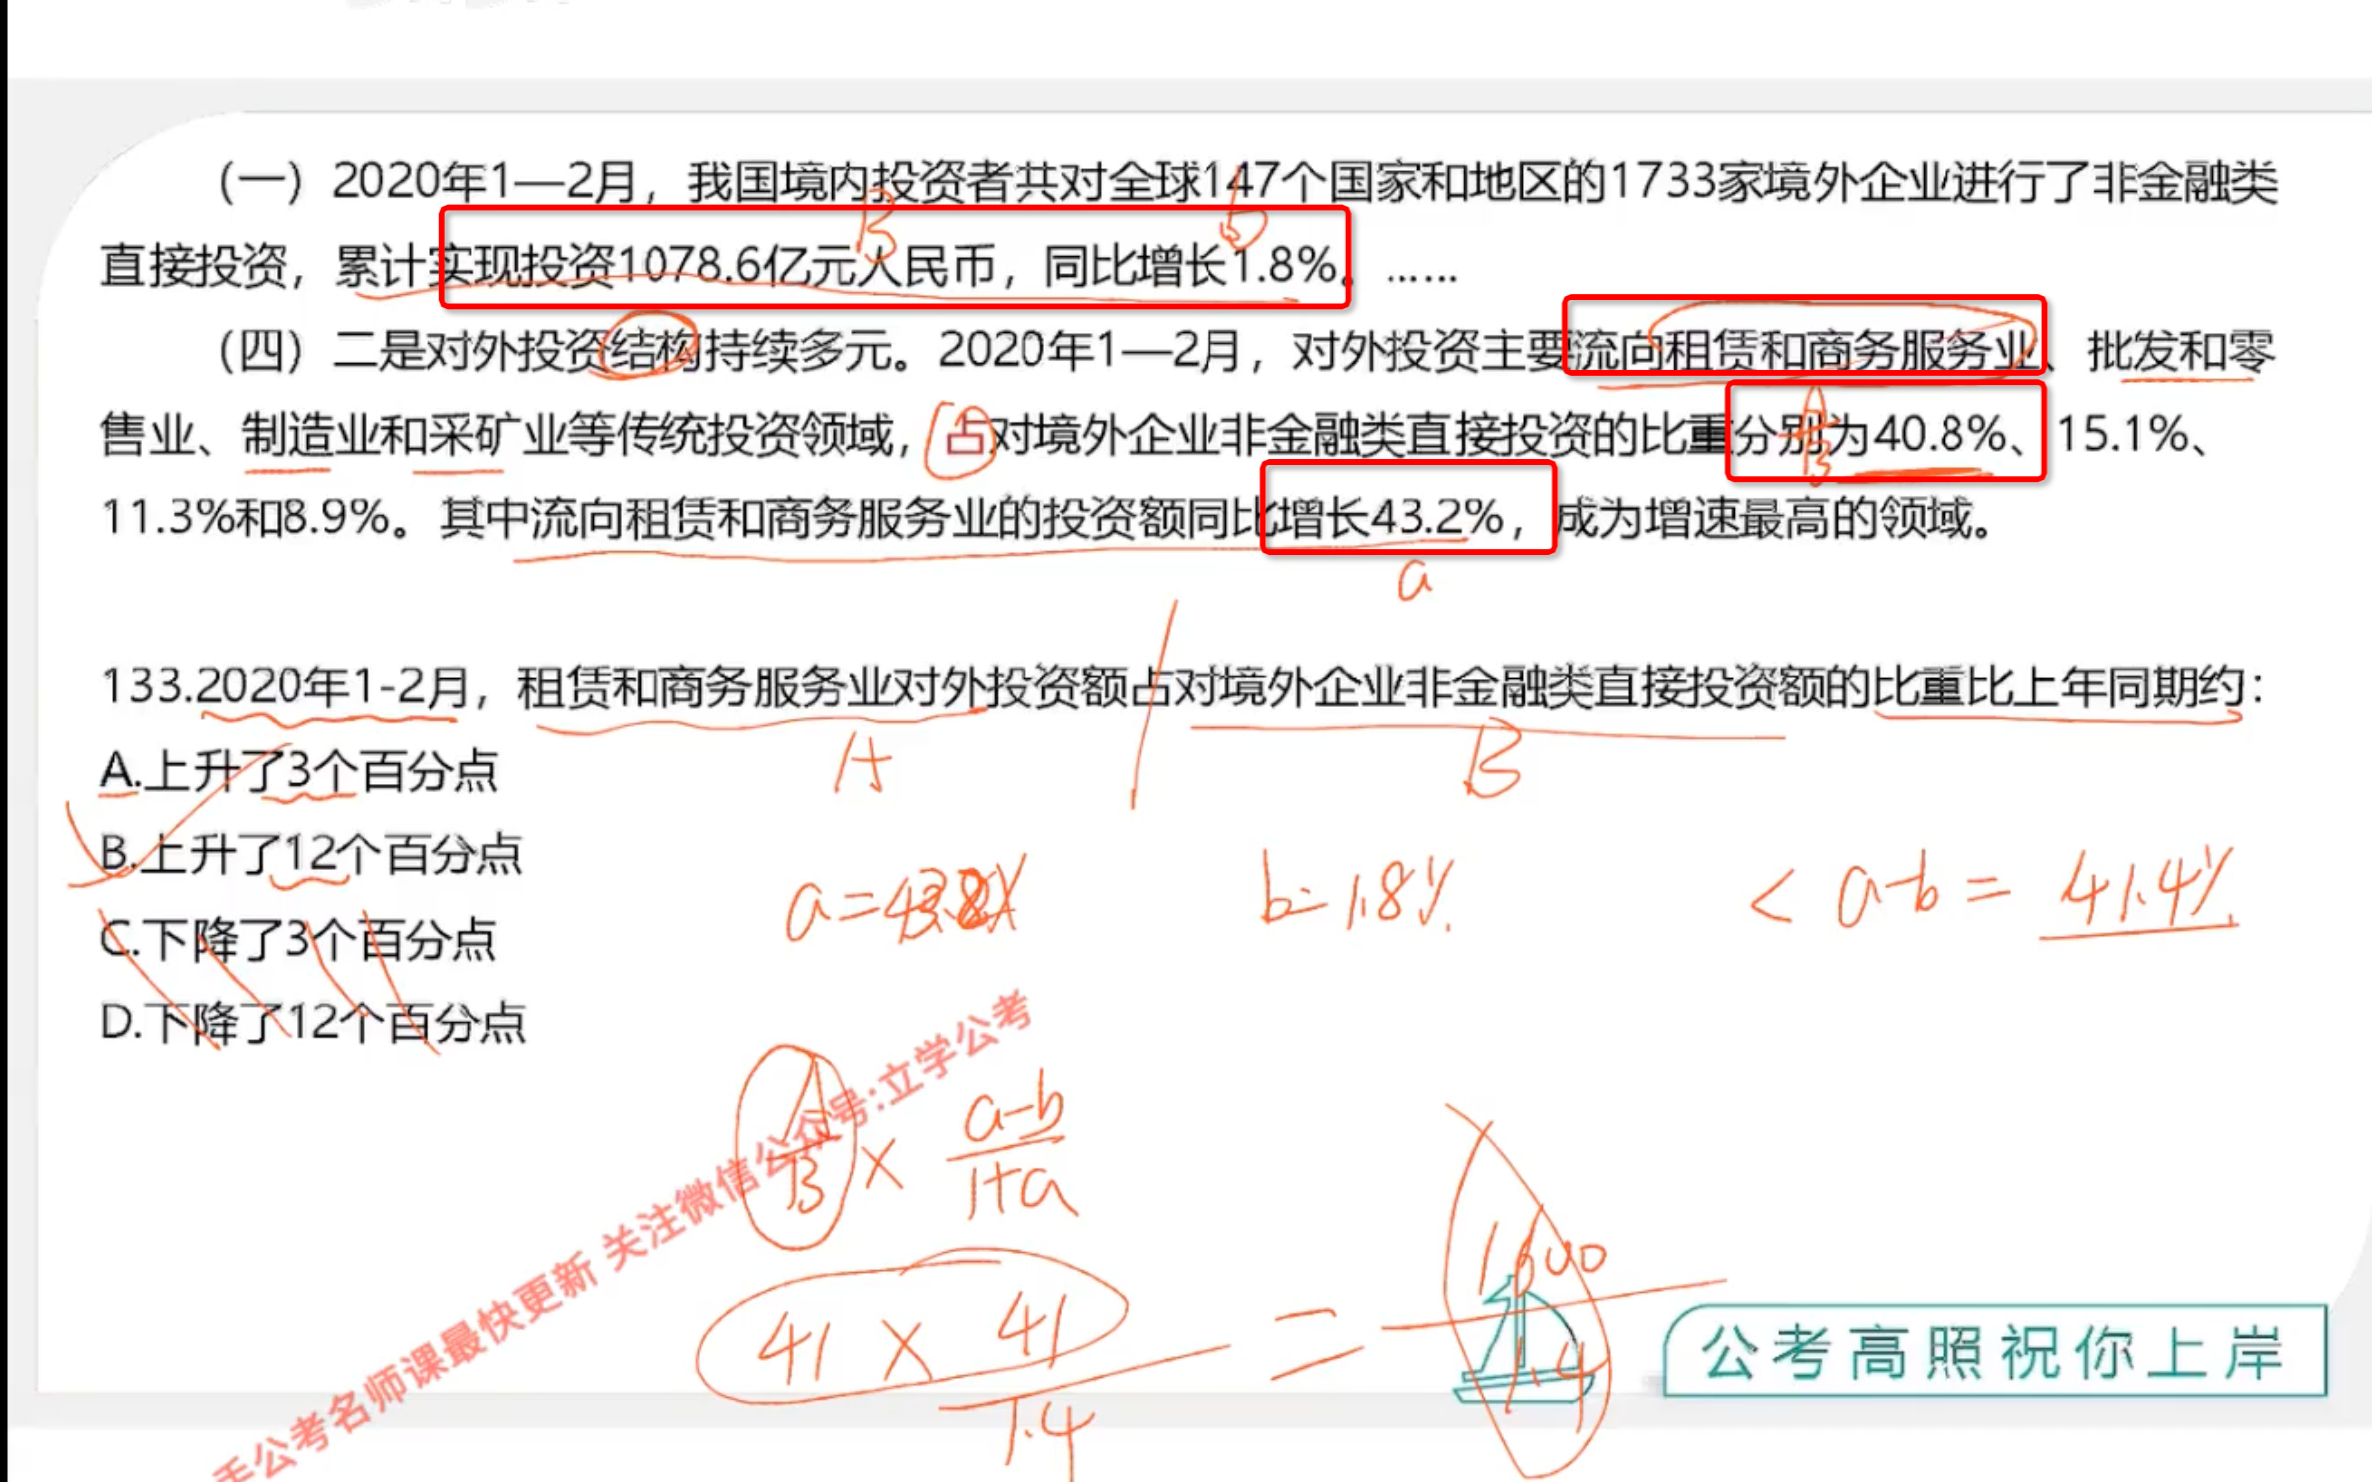 (一) 2020年1—2月，我国境内投资者共对全球147个国家和地区的1733家境外企业进行了非金融类
直接投资，累计实现投资1078.6亿元人民币，同比增长1.8%。……
B
b
(四) 二是对外投资结构持续多元。2020年1—2月，对外投资主要流向租赁和商务服务业、批发和零
售业、制造业和采矿业等传统投资领域，占对境外企业非金融类直接投资的比重分别为40.8%、15.1%、
A/B
11.3%和8.9%。其中流向租赁和商务服务业的投资额同比增长43.2%，成为增速最高的领域。
a
133.2020年1-2月，租赁和商务服务业对外投资额占对境外企业非金融类直接投资额的比重比上年同期约：
A
B
A.上升了3个百分点
B.上升了12个百分点
C.下降了3个百分点
D.下降了12个百分点
b=1.8%
< a-b = 41.4%
A/B × (a-b)/(1+a)
41 × 41 / 1.4 = 1600 / 1.4
公考名师课最快更新 关注微信公众号:立学公考
公考高照祝你上岸